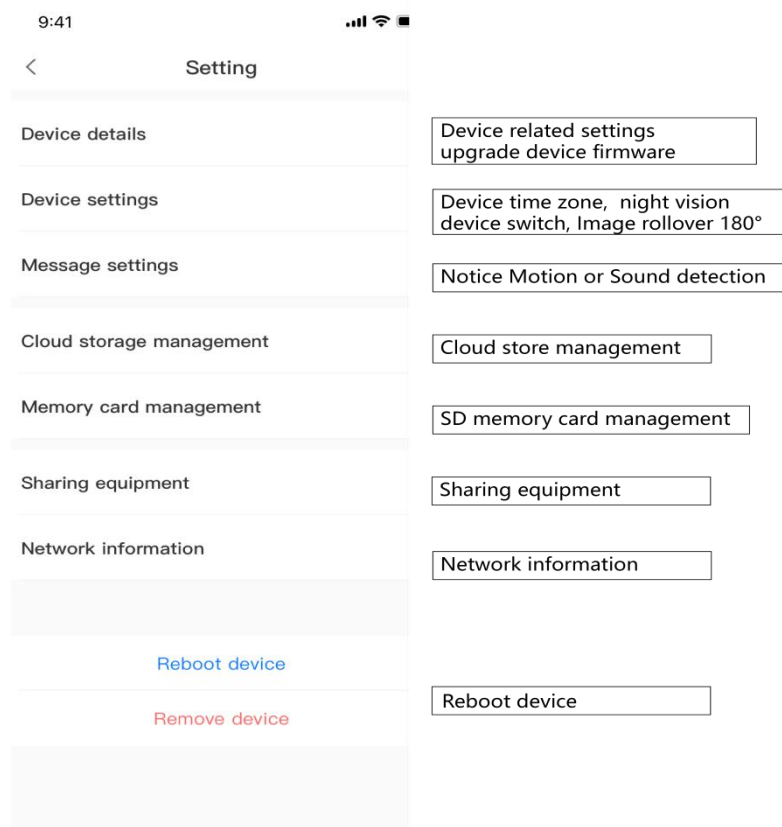 9:41
Setting
Device details
Device related settings
upgrade device firmware
Device settings
Device time zone, night vision
device switch, Image rollover 180°
Message settings
Notice Motion or Sound detection
Cloud storage management
Cloud store management
Memory card management
SD memory card management
Sharing equipment
Sharing equipment
Network information
Network information
Reboot device
Remove device
Reboot device